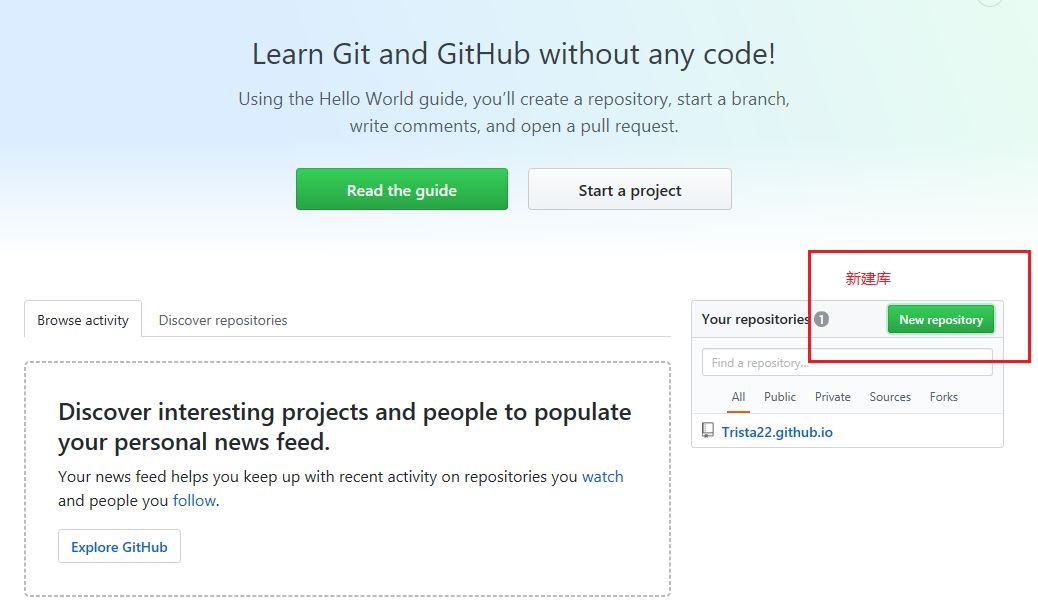 Learn Git and GitHub without any code!
Using the Hello World guide, you’ll create a repository, start a branch,
write comments, and open a pull request.
Read the guide
Start a project
新建库
Browse activity
Discover repositories
Your repositories 1
New repository
Find a repository...
All Public Private Sources Forks
Trista22.github.io
Discover interesting projects and people to populate
your personal news feed.
Your news feed helps you keep up with recent activity on repositories you watch
and people you follow.
Explore GitHub